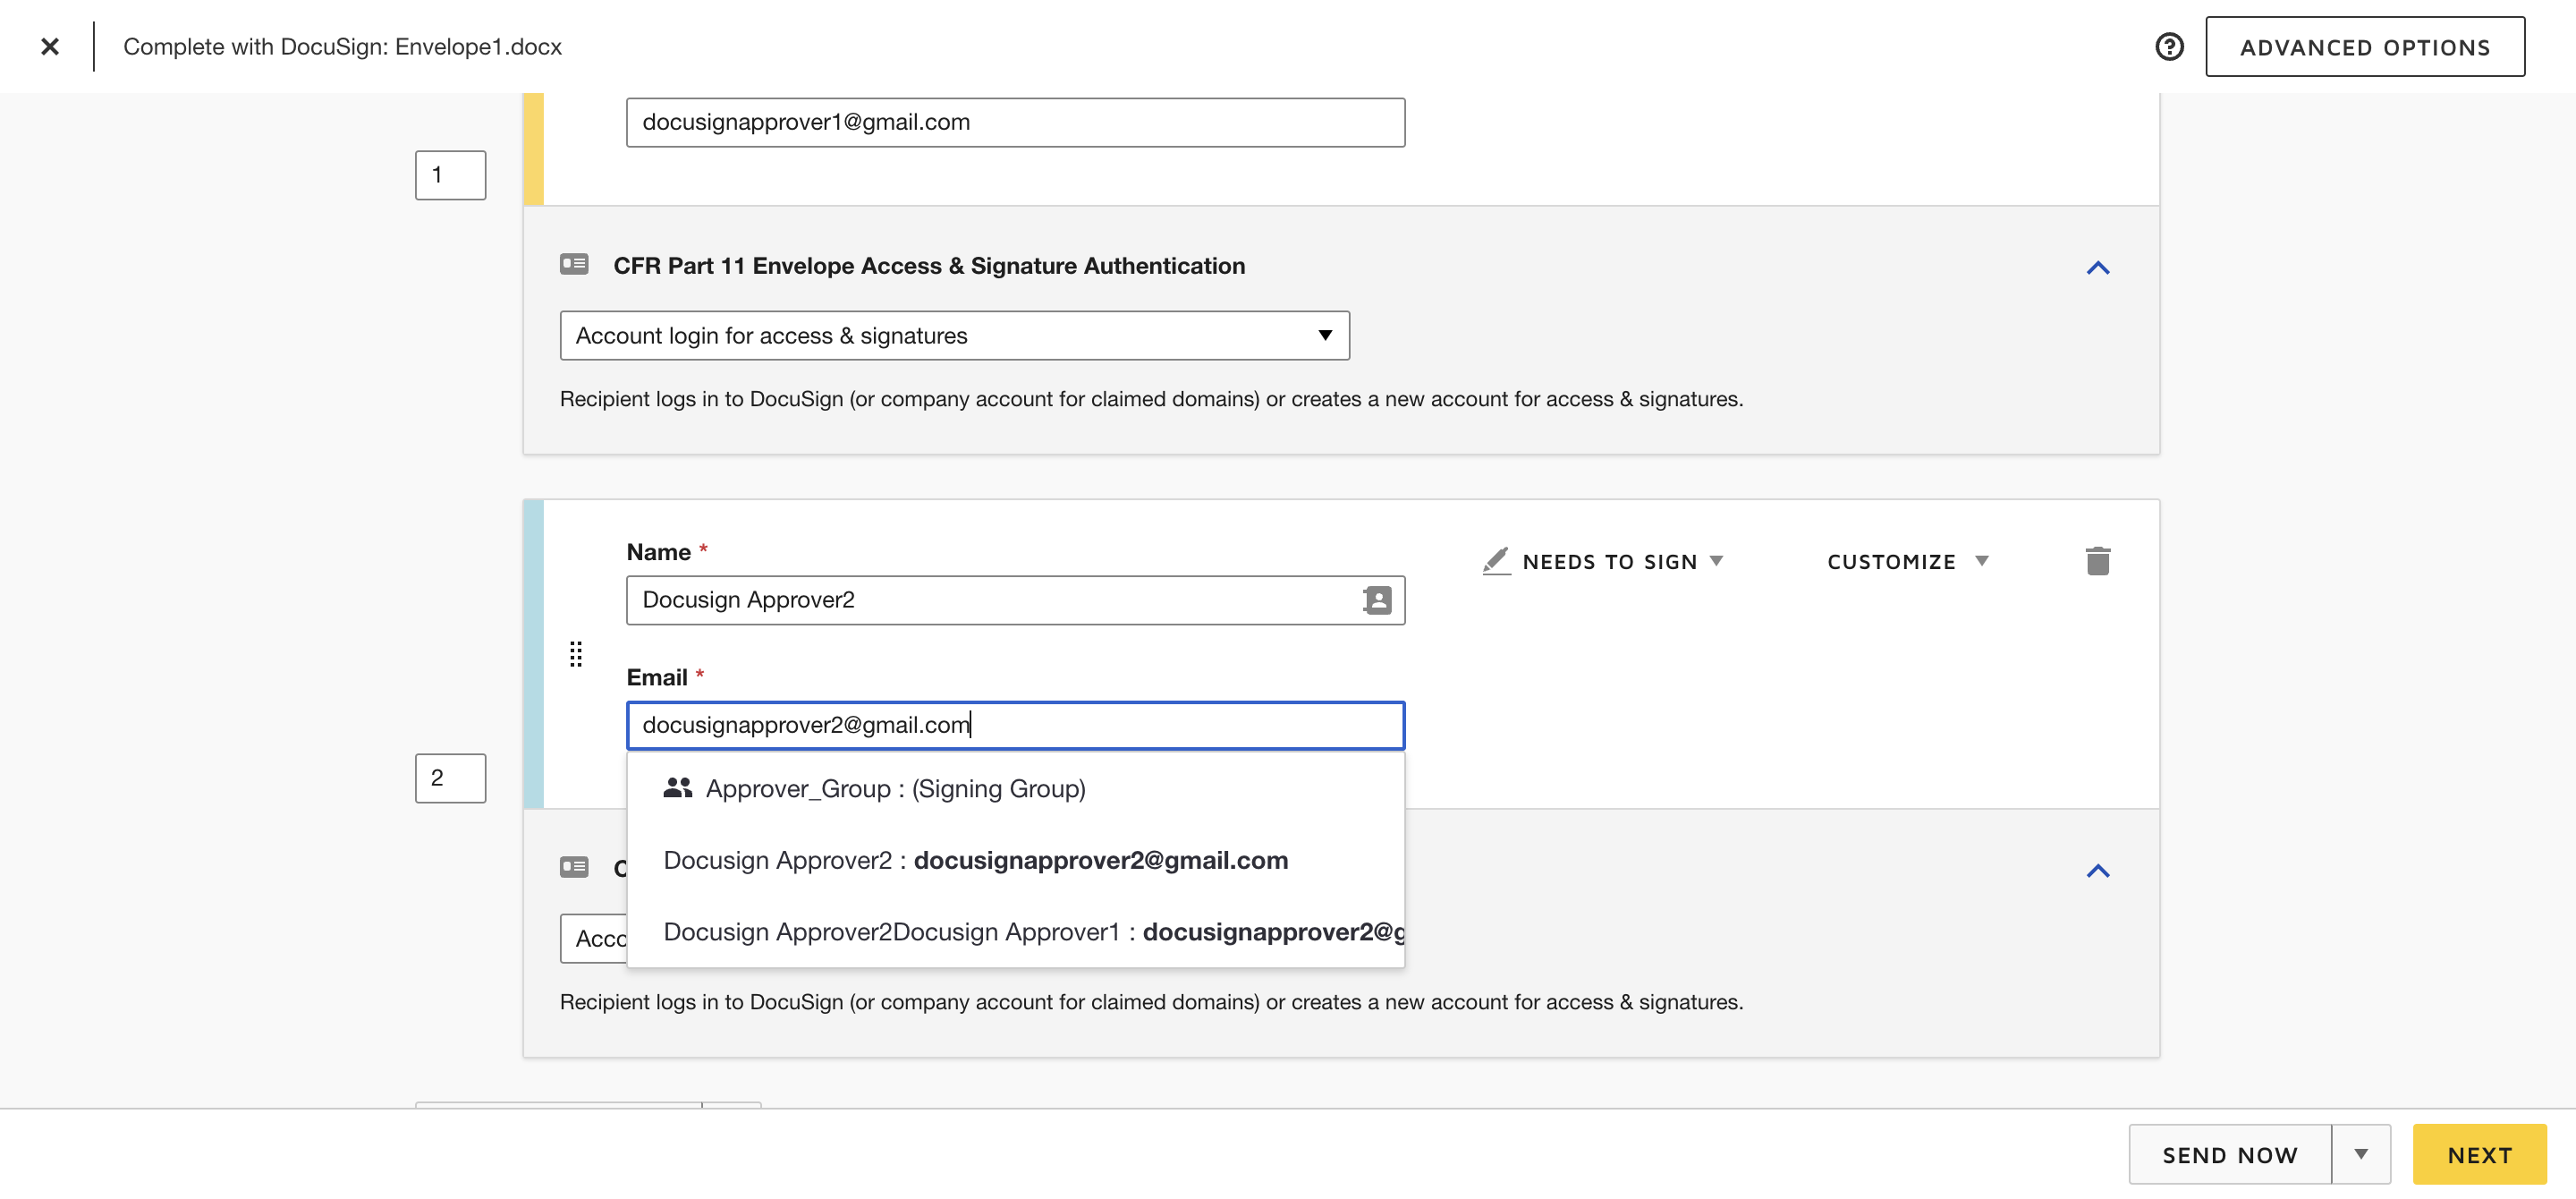 Complete with DocuSign: Envelope1.docx
ADVANCED OPTIONS
docusignapprover1@gmail.com
1
CFR Part 11 Envelope Access & Signature Authentication
Account login for access & signatures
Recipient logs in to DocuSign (or company account for claimed domains) or creates a new account for access & signatures.
Name *
NEEDS TO SIGN
CUSTOMIZE
Docusign Approver2
Email *
docusignapprover2@gmail.com
2
Approver_Group : (Signing Group)
Docusign Approver2 : docusignapprover2@gmail.com
C
Docusign Approver2Docusign Approver1 : docusignapprover2@g
Acco
Recipient logs in to DocuSign (or company account for claimed domains) or creates a new account for access & signatures.
SEND NOW
NEXT